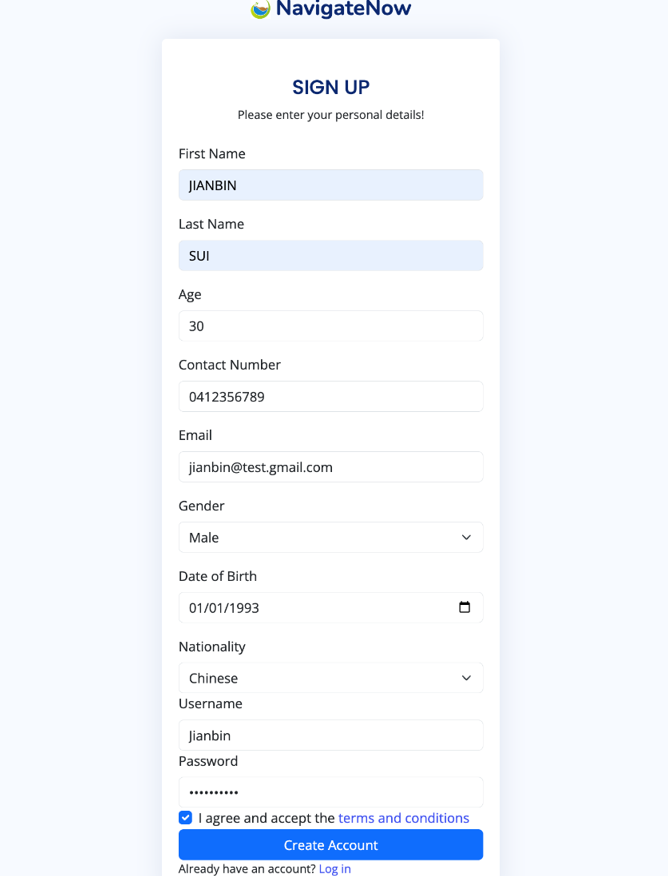 NavigateNow
SIGN UP
Please enter your personal details!
First Name
JIANBIN
Last Name
SUI
Age
30
Contact Number
0412356789
Email
jianbin@test.gmail.com
Gender
Male
Date of Birth
01/01/1993
Nationality
Chinese
Username
Jianbin
Password
••••••••••
I agree and accept the terms and conditions
Create Account
Already have an account? Log in